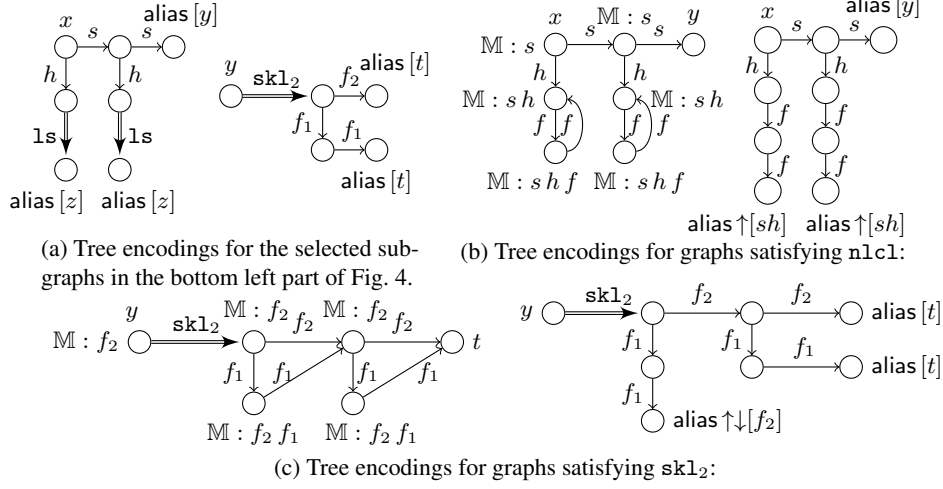 x
s
s
alias [y]
h
h
ls
ls
alias [z]
alias [z]
y
skl₂
f₂
alias [t]
f₁
f₁
alias [t]
(a) Tree encodings for the selected sub-
graphs in the bottom left part of Fig. 4.
𝕄 : s
x
s
𝕄 : s
s
y
h
h
𝕄 : s h
𝕄 : s h
f
f
f
f
𝕄 : s h f
𝕄 : s h f
x
s
s
alias [y]
h
h
f
f
f
f
alias ↑[sh]
alias ↑[sh]
(b) Tree encodings for graphs satisfying nlcl:
𝕄 : f₂
y
skl₂
𝕄 : f₂
f₂
𝕄 : f₂
f₂
t
f₁
f₁
f₁
f₁
𝕄 : f₂ f₁
𝕄 : f₂ f₁
y
skl₂
f₂
f₂
alias [t]
f₁
f₁
f₁
alias [t]
f₁
alias ↑↓[f₂]
(c) Tree encodings for graphs satisfying skl₂: